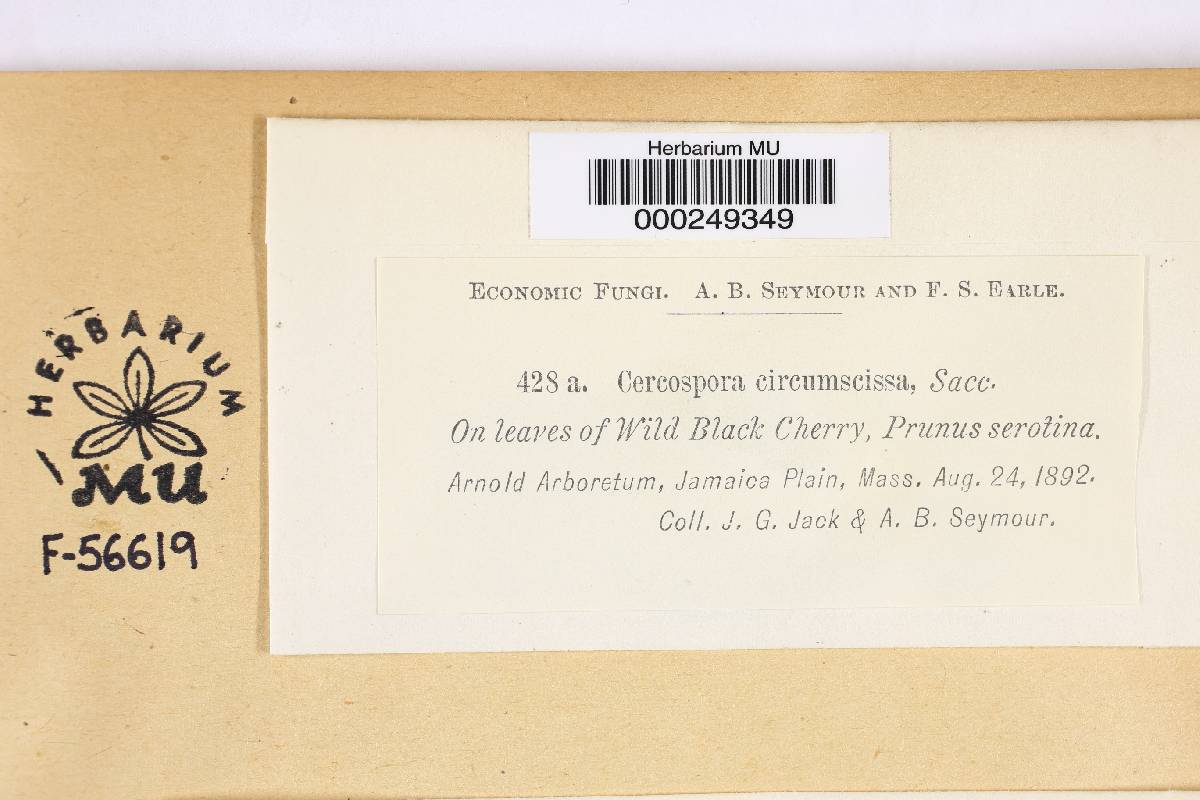 Herbarium MU
000249349
ECONOMIC FUNGI. A. B. SEYMOUR AND F. S. EARLE.
428 a. Cercospora circumscissa, Sacc.
On leaves of Wild Black Cherry, Prunus serotina.
Arnold Arboretum, Jamaica Plain, Mass. Aug. 24, 1892.
Coll. J. G. Jack & A. B. Seymour.
HERBARIUM
MU
F-56619